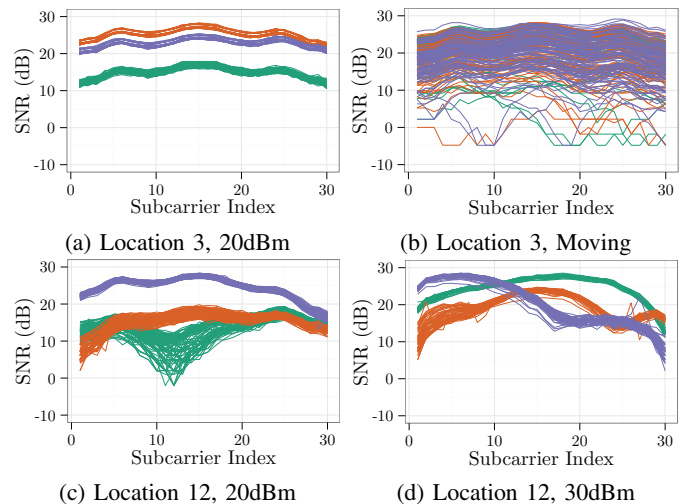 30
20
10
0
-10
SNR (dB)
0 10 20 30
Subcarrier Index
(a) Location 3, 20dBm
30
20
10
0
-10
SNR (dB)
0 10 20 30
Subcarrier Index
(b) Location 3, Moving
30
20
10
0
-10
SNR (dB)
0 10 20 30
Subcarrier Index
(c) Location 12, 20dBm
30
20
10
0
-10
SNR (dB)
0 10 20 30
Subcarrier Index
(d) Location 12, 30dBm